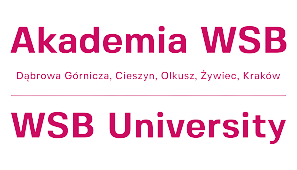 Akademia WSB
Dąbrowa Górnicza, Cieszyn, Olkusz, Żywiec, Kraków
WSB University